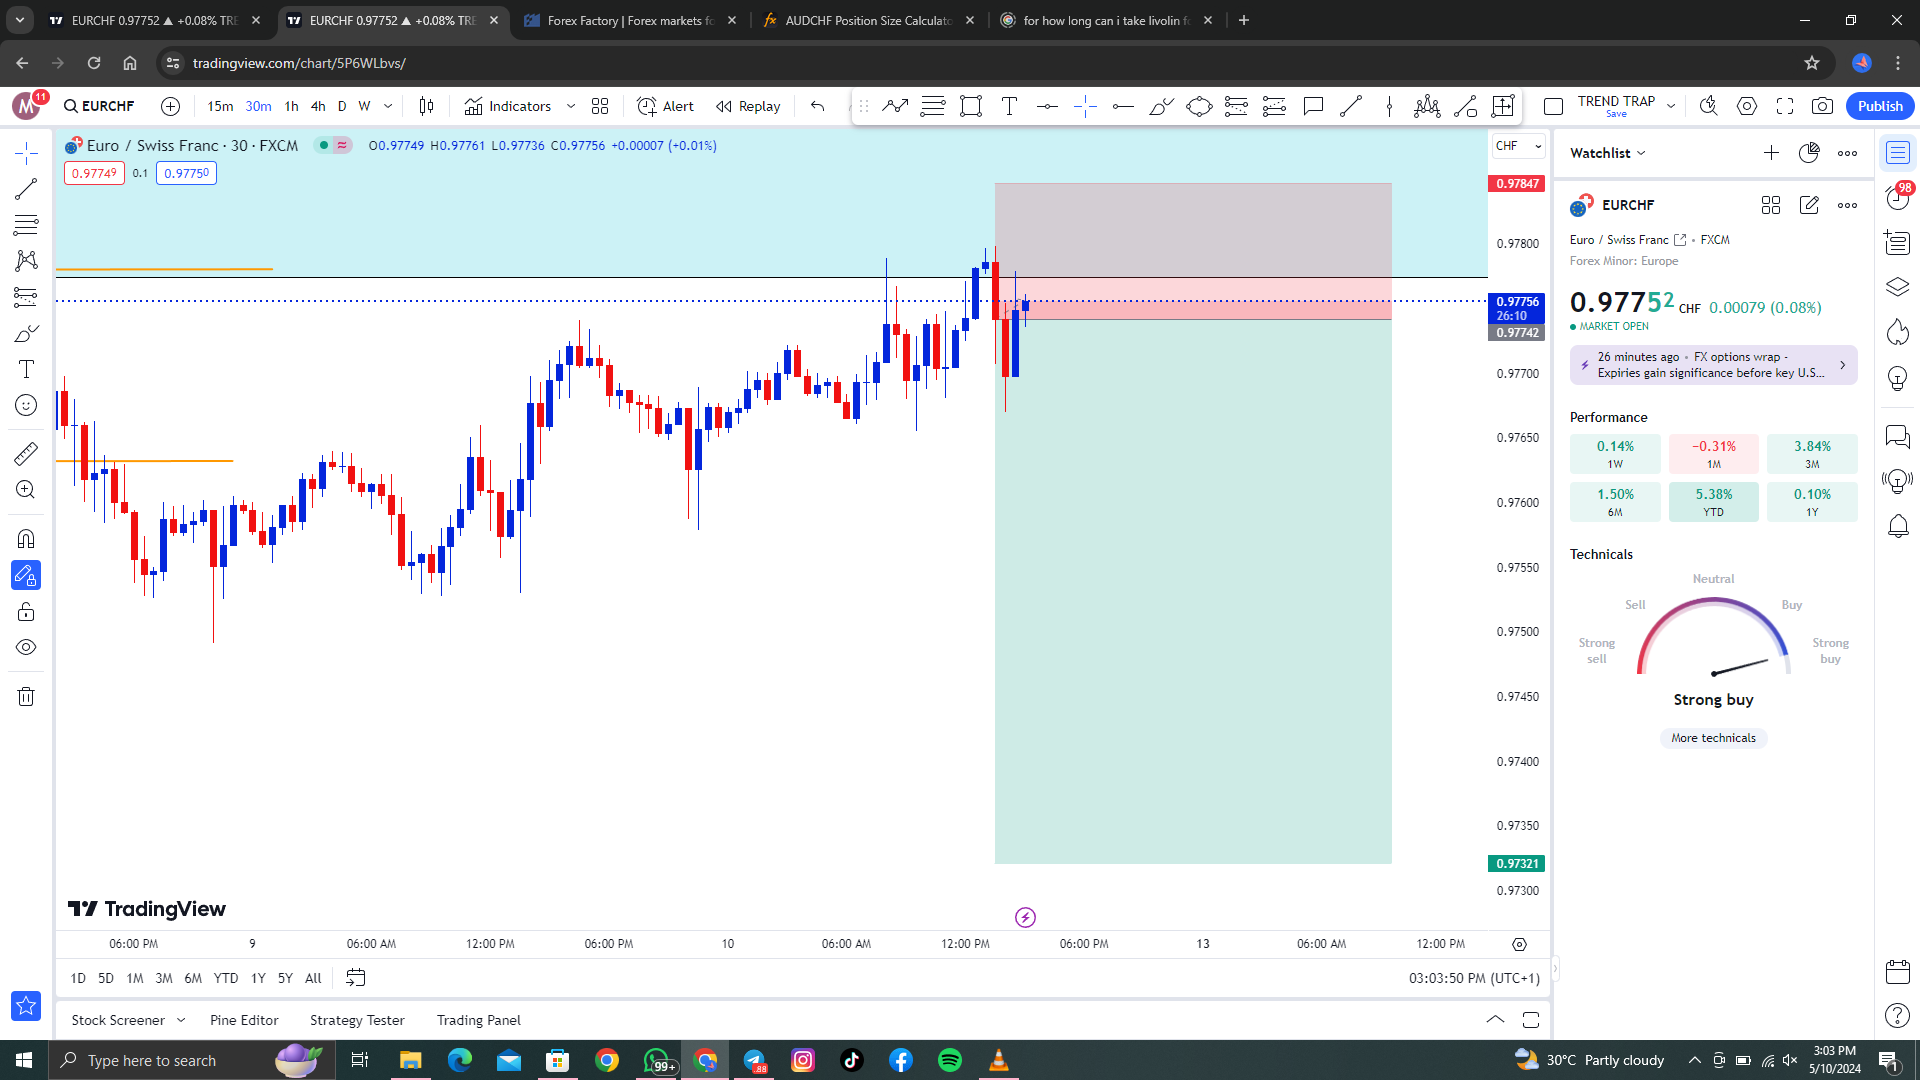 EURCHF 0.97752 ▲ +0.08% TRE
EURCHF 0.97752 ▲ +0.08% TRE
Forex Factory | Forex markets fo
AUDCHF Position Size Calculato
for how long can i take livolin fo
tradingview.com/chart/5P6WLbvs/
M
11
EURCHF
15m
30m
1h
4h
D
W
Indicators
Alert
Replay
TREND TRAP
Save
Publish
Euro / Swiss Franc · 30 · FXCM
O0.97749 H0.97761 L0.97736 C0.97756 +0.00007 (+0.01%)
0.97749
0.1
0.97750
CHF
0.97847
0.97800
0.97756
26:10
0.97742
0.97700
0.97650
0.97600
0.97550
0.97500
0.97450
0.97400
0.97350
0.97321
0.97300
TradingView
06:00 PM
9
06:00 AM
12:00 PM
06:00 PM
10
06:00 AM
12:00 PM
06:00 PM
13
06:00 AM
12:00 PM
1D
5D
1M
3M
6M
YTD
1Y
5Y
All
03:03:50 PM (UTC+1)
Stock Screener
Pine Editor
Strategy Tester
Trading Panel
Watchlist
98
EURCHF
Euro / Swiss Franc • FXCM
Forex Minor: Europe
0.97752 CHF 0.00079 (0.08%)
MARKET OPEN
26 minutes ago • FX options wrap -
Expiries gain significance before key U.S...
Performance
0.14%
1W
−0.31%
1M
3.84%
3M
1.50%
6M
5.38%
YTD
0.10%
1Y
Technicals
Neutral
Sell
Buy
Strong
sell
Strong
buy
Strong buy
More technicals
Type here to search
99+
88
30°C Partly cloudy
3:03 PM
5/10/2024
1